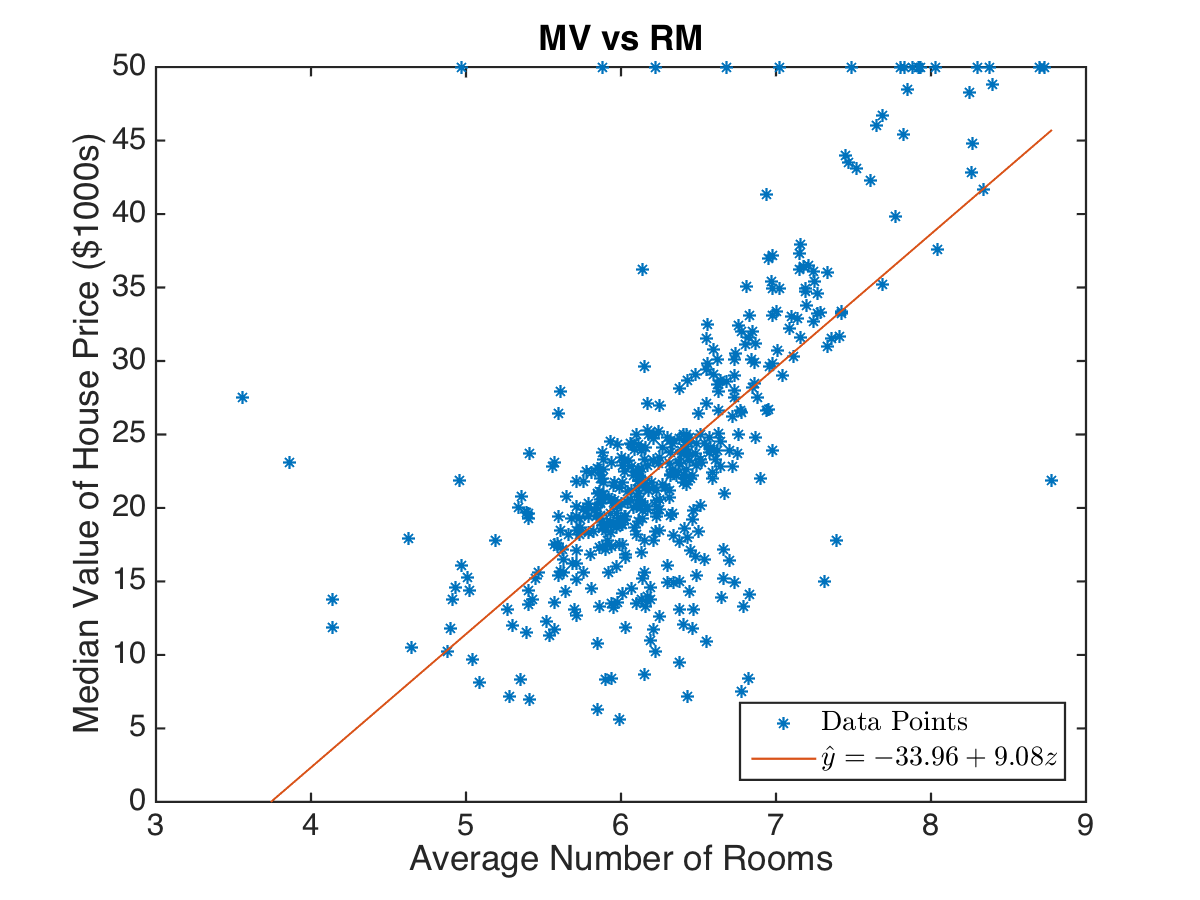 MV vs RM
50
45
40
35
30
25
20
15
10
5
0
Median Value of House Price ($1000s)
Data Points
ŷ = −33.96 + 9.08z
3 4 5 6 7 8 9
Average Number of Rooms